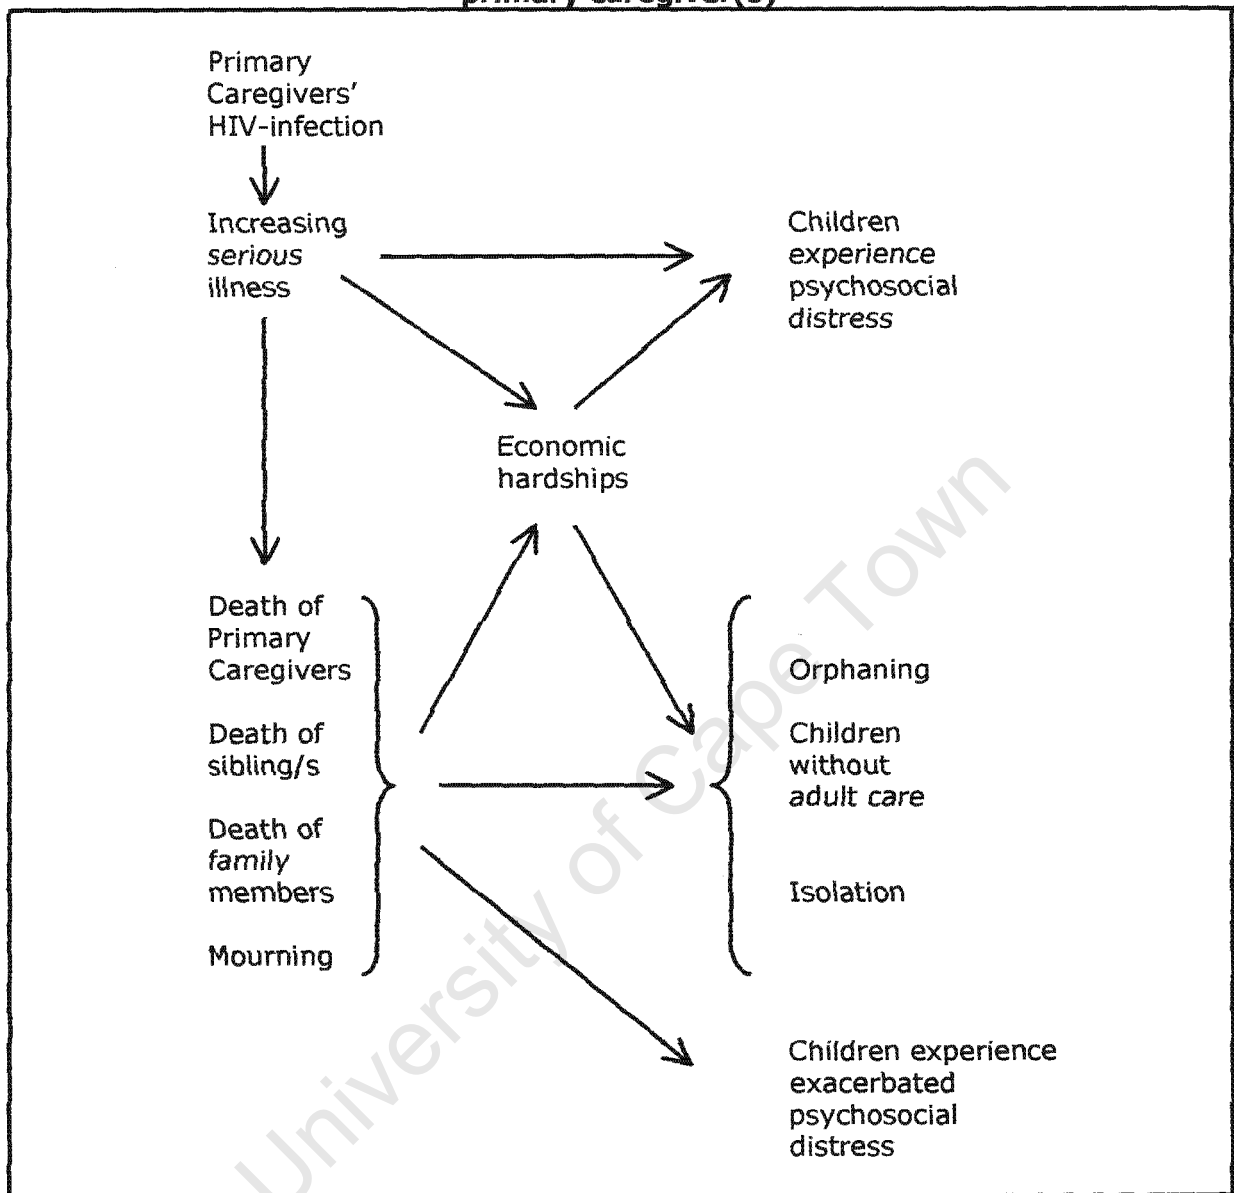 primary caregiver(s)
Primary
Caregivers'
HIV-infection
Increasing
serious
illness
Children
experience
psychosocial
distress
Economic
hardships
Death of
Primary
Caregivers
Death of
sibling/s
Death of
family
members
Mourning
Orphaning
Children
without
adult care
Isolation
Children experience
exacerbated
psychosocial
distress
University of Cape Town